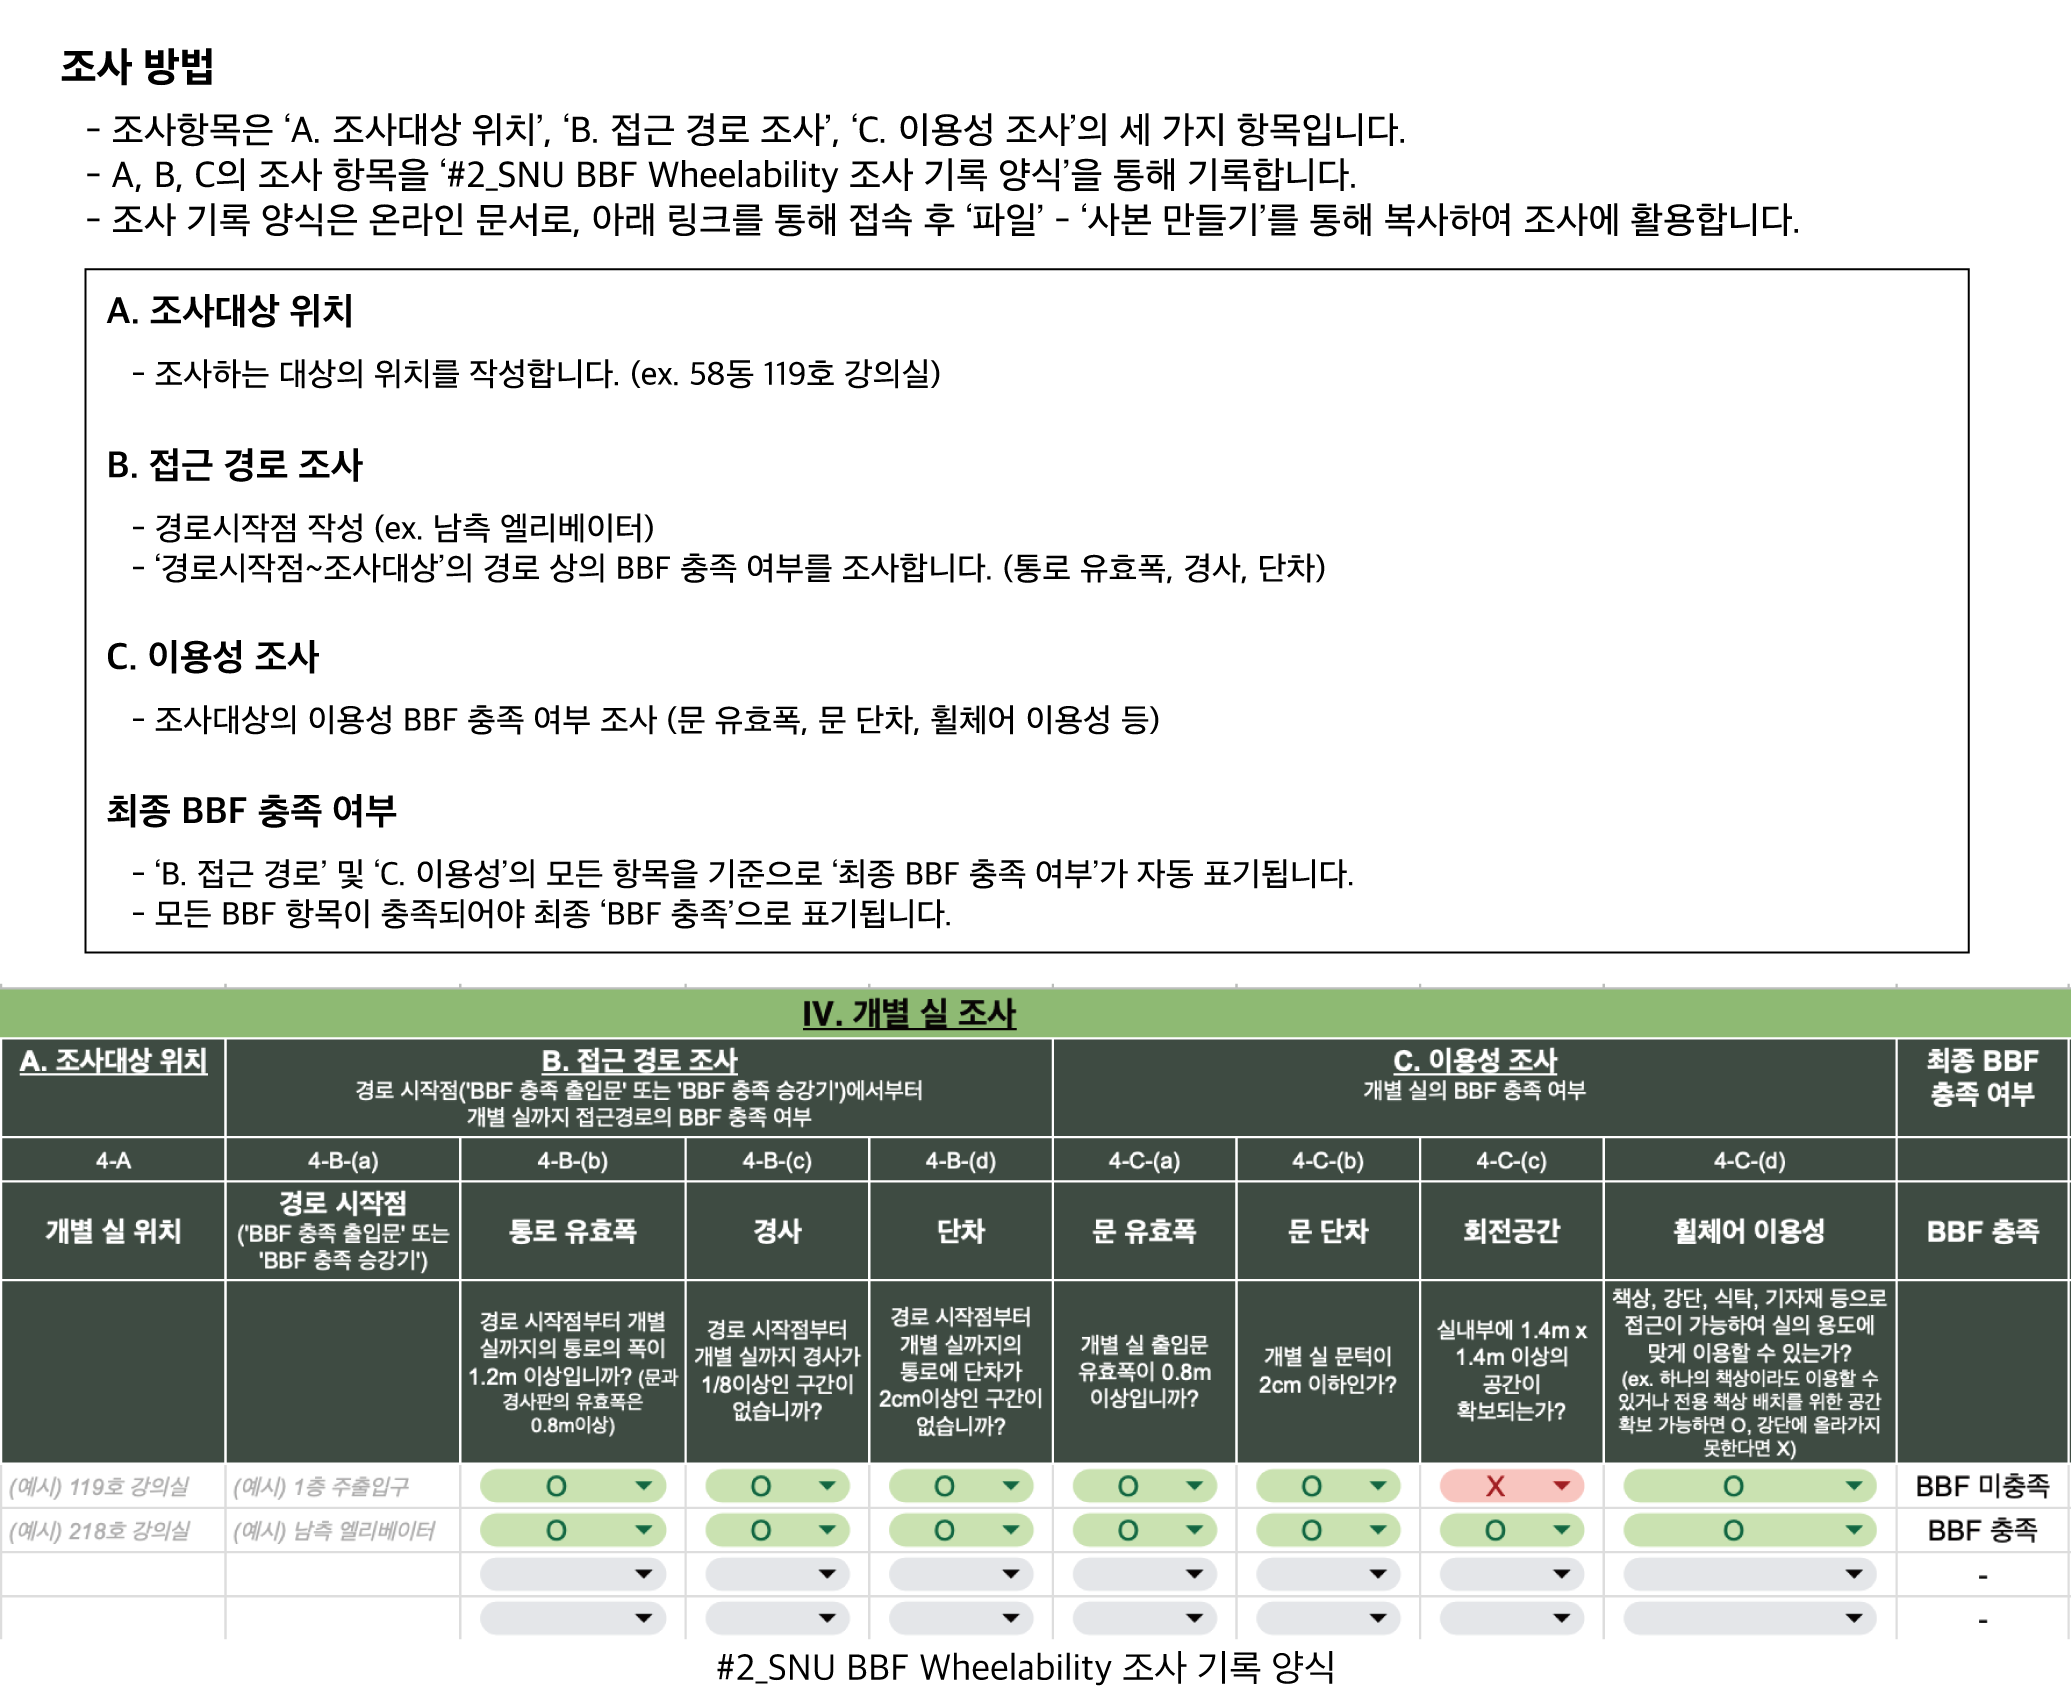 조사 방법
- 조사항목은 ‘A. 조사대상 위치’, ‘B. 접근 경로 조사’, ‘C. 이용성 조사’의 세 가지 항목입니다.
- A, B, C의 조사 항목을 ‘#2_SNU BBF Wheelability 조사 기록 양식’을 통해 기록합니다.
- 조사 기록 양식은 온라인 문서로, 아래 링크를 통해 접속 후 ‘파일’ - ‘사본 만들기’를 통해 복사하여 조사에 활용합니다.
A. 조사대상 위치
- 조사하는 대상의 위치를 작성합니다. (ex. 58동 119호 강의실)
B. 접근 경로 조사
- 경로시작점 작성 (ex. 남측 엘리베이터)
- ‘경로시작점~조사대상’의 경로 상의 BBF 충족 여부를 조사합니다. (통로 유효폭, 경사, 단차)
C. 이용성 조사
- 조사대상의 이용성 BBF 충족 여부 조사 (문 유효폭, 문 단차, 휠체어 이용성 등)
최종 BBF 충족 여부
- ‘B. 접근 경로’ 및 ‘C. 이용성’의 모든 항목을 기준으로 ‘최종 BBF 충족 여부’가 자동 표기됩니다.
- 모든 BBF 항목이 충족되어야 최종 ‘BBF 충족’으로 표기됩니다.
IV. 개별 실 조사
A. 조사대상 위치
B. 접근 경로 조사
경로 시작점('BBF 충족 출입문' 또는 'BBF 충족 승강기')에서부터
개별 실까지 접근경로의 BBF 충족 여부
C. 이용성 조사
개별 실의 BBF 충족 여부
최종 BBF
충족 여부
4-A 4-B-(a) 4-B-(b) 4-B-(c) 4-B-(d) 4-C-(a) 4-C-(b) 4-C-(c) 4-C-(d)
개별 실 위치
경로 시작점
('BBF 충족 출입문' 또는
'BBF 충족 승강기')
통로 유효폭
경사
단차
문 유효폭
문 단차
회전공간
휠체어 이용성
BBF 충족
경로 시작점부터 개별
실까지의 통로의 폭이
1.2m 이상입니까? (문과
경사판의 유효폭은
0.8m이상)
경로 시작점부터
개별 실까지 경사가
1/8이상인 구간이
없습니까?
경로 시작점부터
개별 실까지의
통로에 단차가
2cm이상인 구간이
없습니까?
개별 실 출입문
유효폭이 0.8m
이상입니까?
개별 실 문턱이
2cm 이하인가?
실내부에 1.4m x
1.4m 이상의
공간이
확보되는가?
책상, 강단, 식탁, 기자재 등으로
접근이 가능하여 실의 용도에
맞게 이용할 수 있는가?
(ex. 하나의 책상이라도 이용할 수
있거나 전용 책상 배치를 위한 공간
확보 가능하면 O, 강단에 올라가지
못한다면 X)
(예시) 119호 강의실 (예시) 1층 주출입구 O O O O O X O BBF 미충족
(예시) 218호 강의실 (예시) 남측 엘리베이터 O O O O O O O BBF 충족
-
-
#2_SNU BBF Wheelability 조사 기록 양식